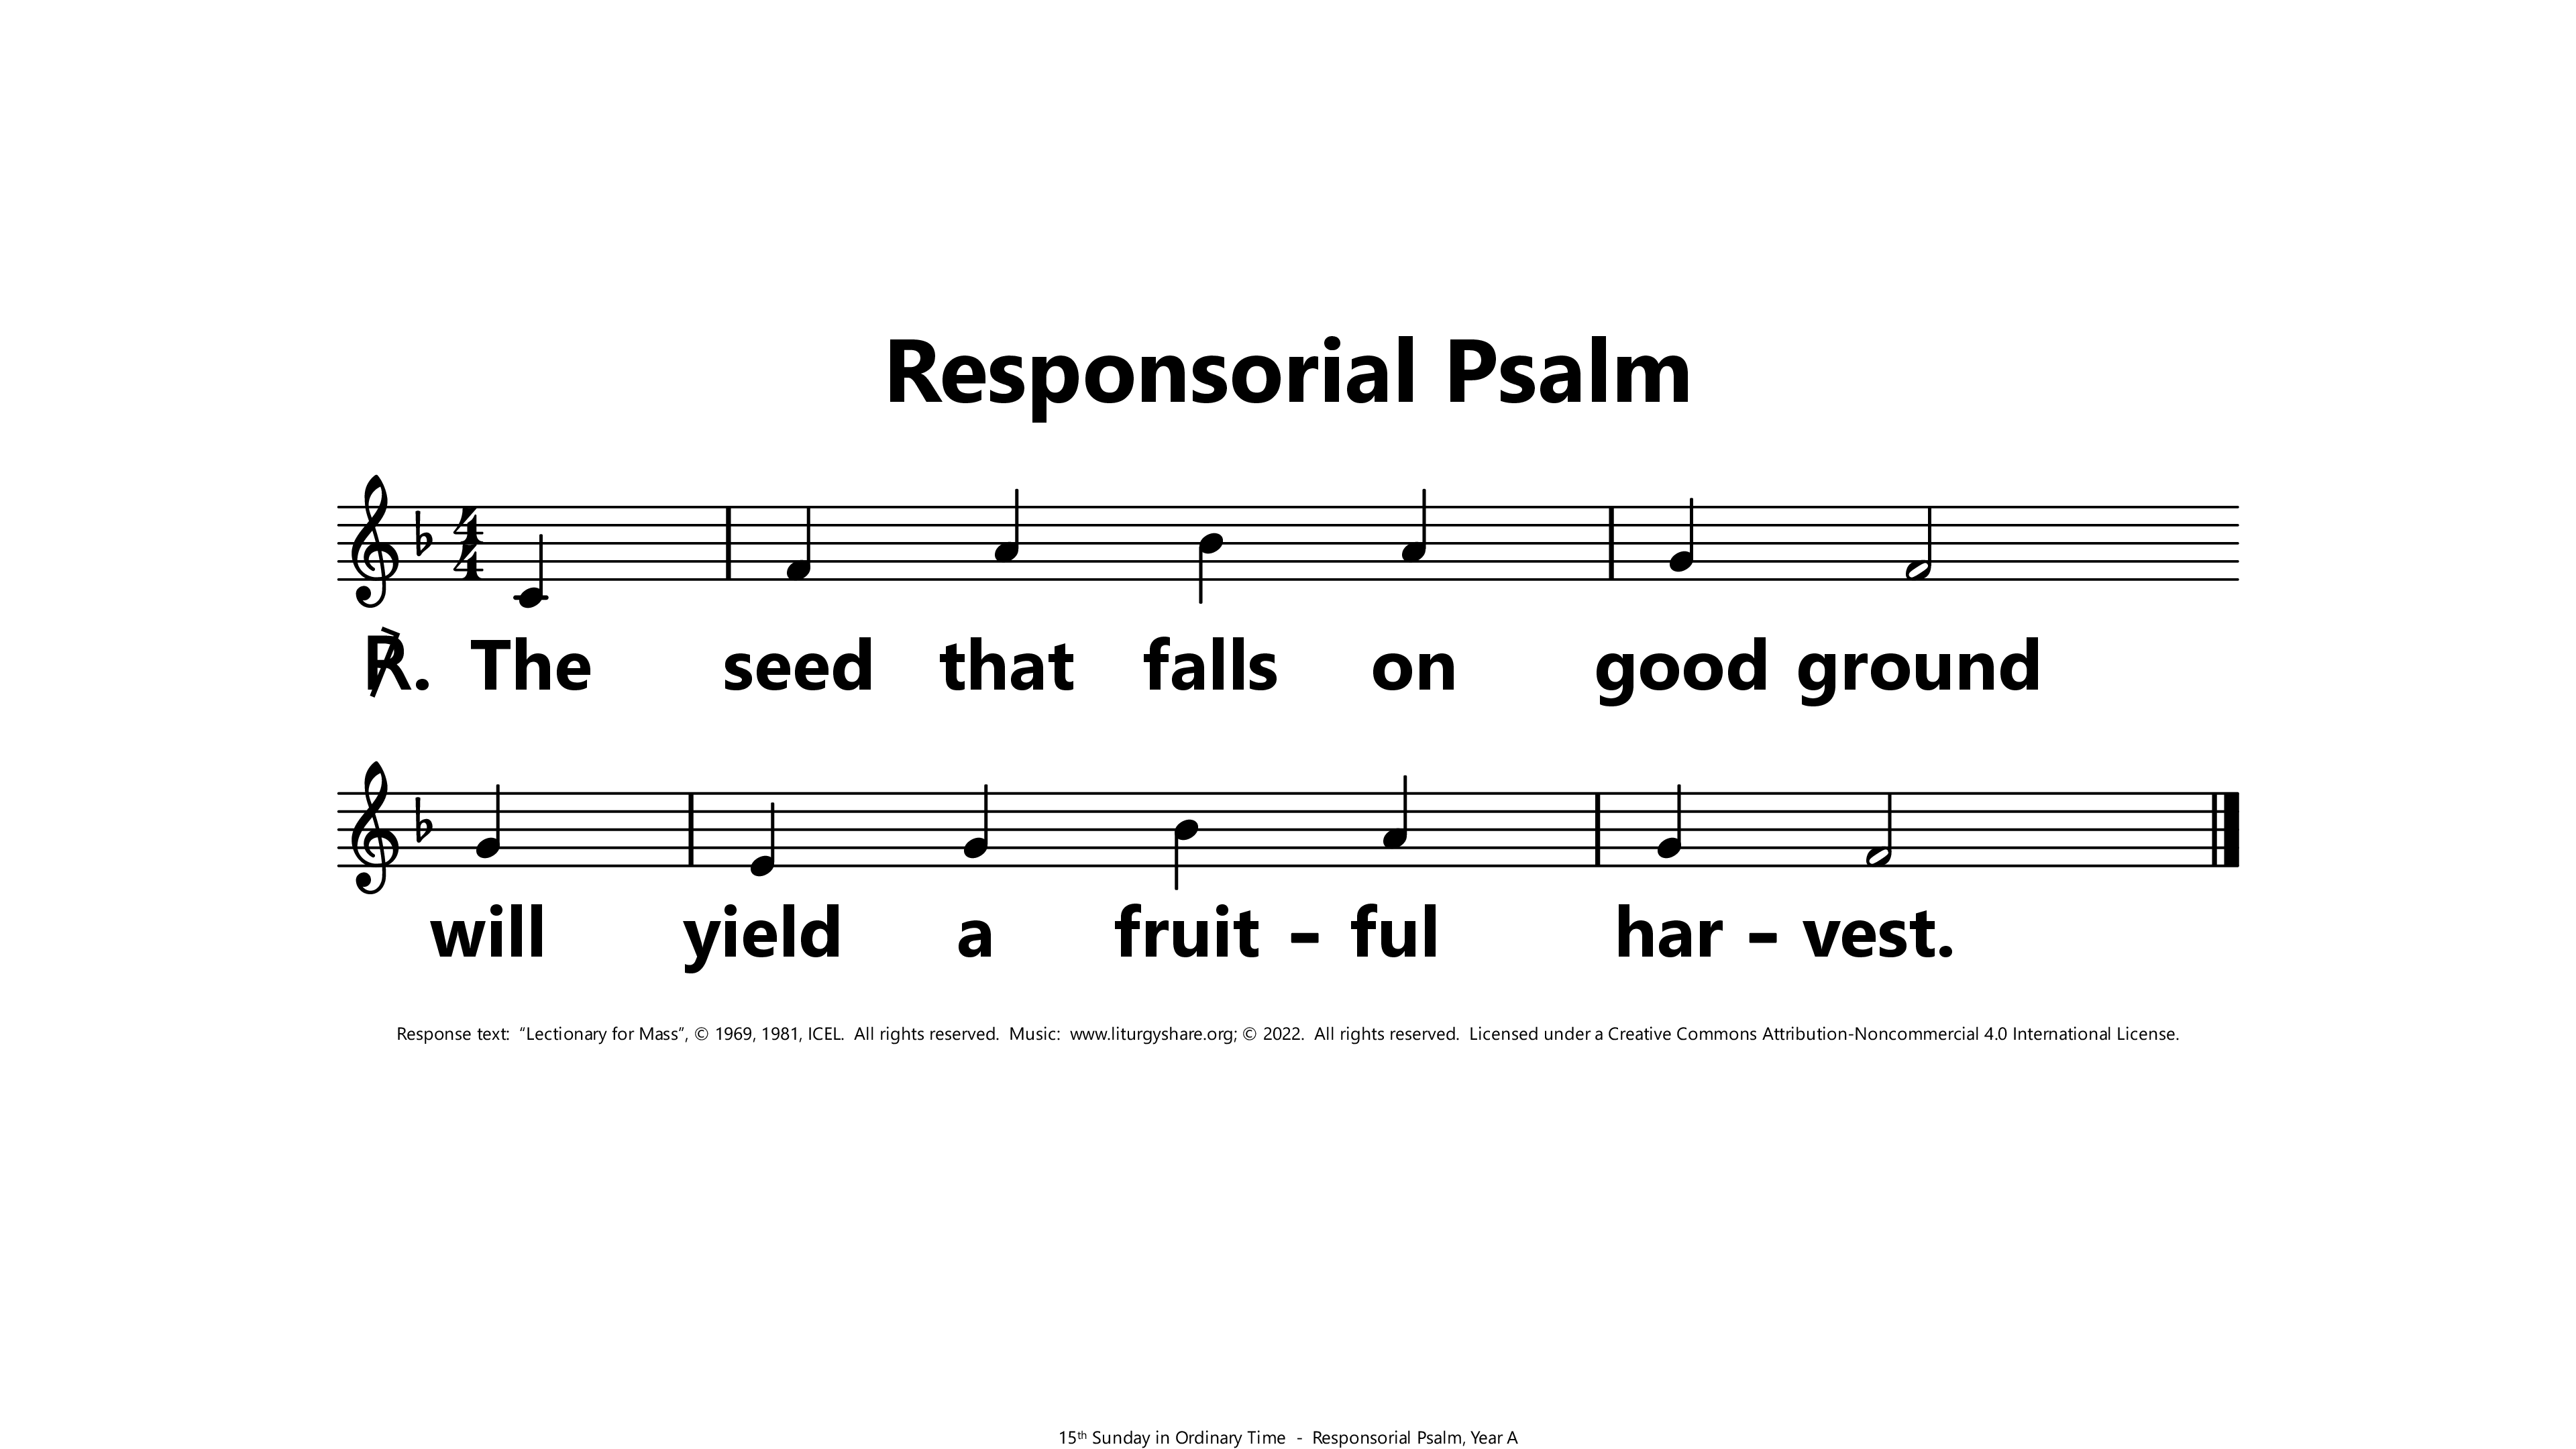 Responsorial Psalm
4
4
℟. The seed that falls on good ground
will yield a fruit - ful har - vest.
Response text: “Lectionary for Mass”, © 1969, 1981, ICEL. All rights reserved. Music: www.liturgyshare.org; © 2022. All rights reserved. Licensed under a Creative Commons Attribution-Noncommercial 4.0 International License.
15th Sunday in Ordinary Time - Responsorial Psalm, Year A